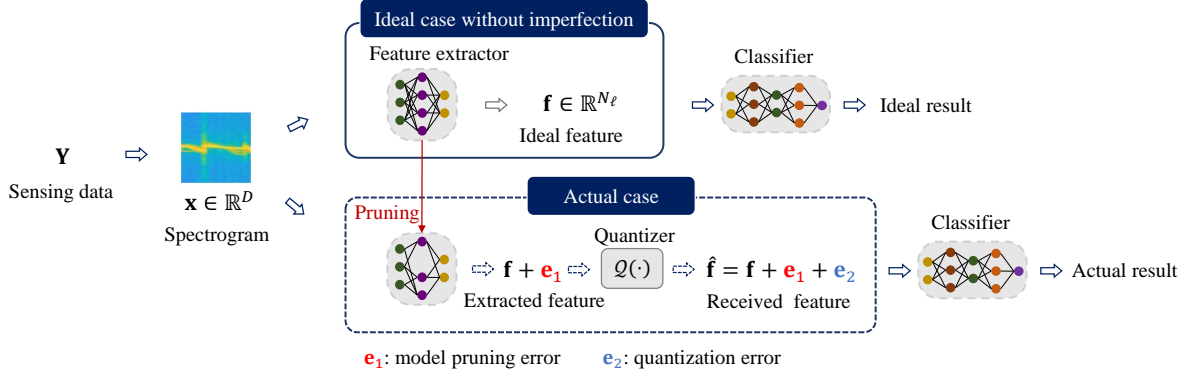 Ideal case without imperfection
Feature extractor
Classifier
𝐟 ∈ ℝ^{N_ℓ}
Ideal feature
Ideal result
𝐘
Sensing data
𝐱 ∈ ℝ^D
Spectrogram
Actual case
Pruning
Quantizer
Classifier
𝐟 + 𝐞₁
𝒬(·)
𝐟̂ = 𝐟 + 𝐞₁ + 𝐞₂
Extracted feature
Received feature
Actual result
𝐞₁: model pruning error
𝐞₂: quantization error